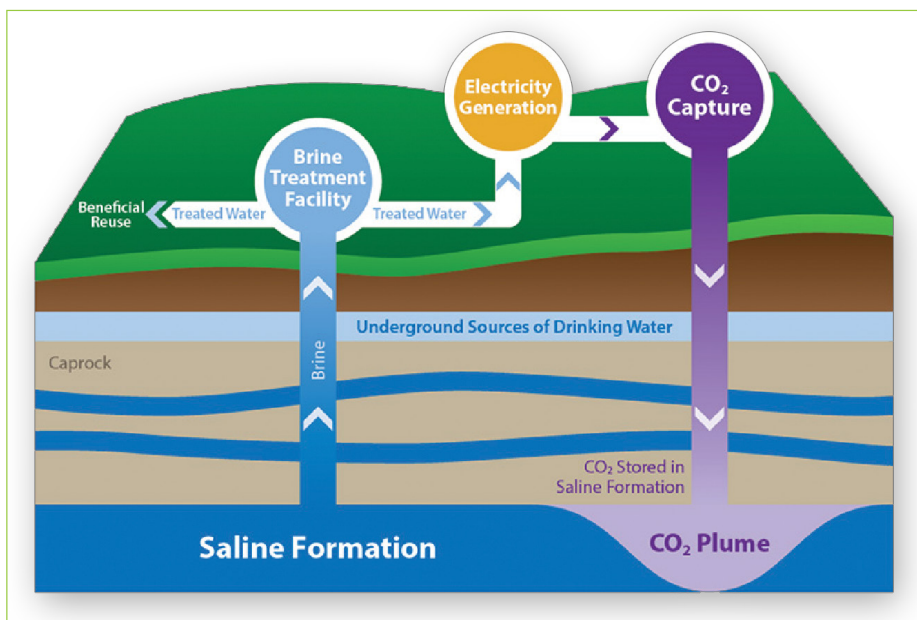 Electricity
Generation
CO₂
Capture
Brine
Treatment
Facility
Beneficial
Reuse
Treated Water
Treated Water
Underground Sources of Drinking Water
Caprock
Brine
CO₂ Stored in
Saline Formation
Saline Formation
CO₂ Plume